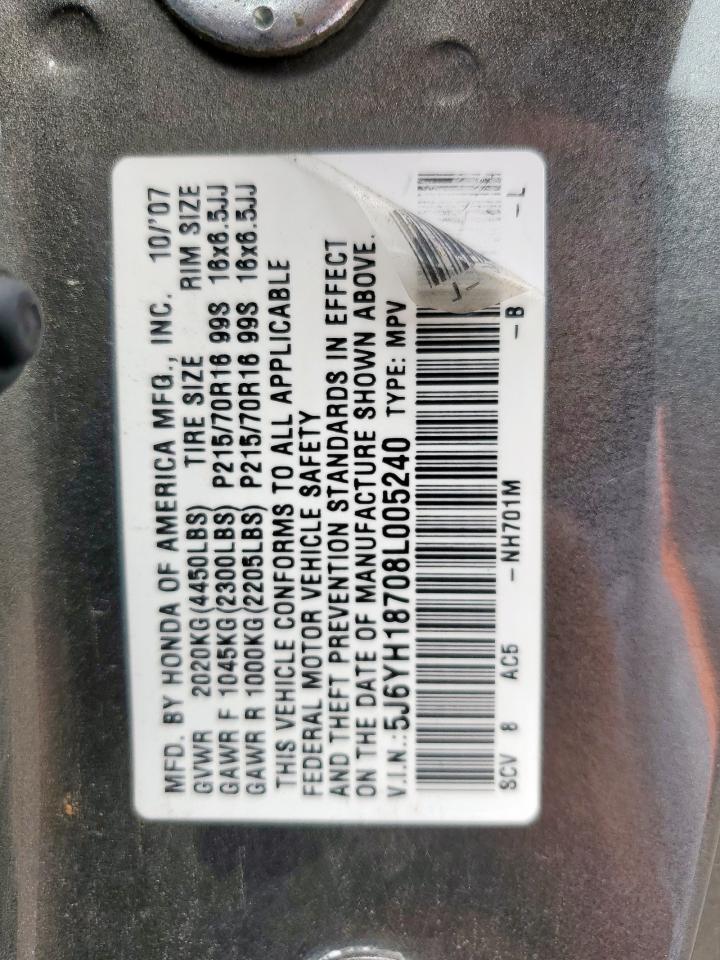 MFD. BY HONDA OF AMERICA MFG., INC. 10/'07
GVWR 2020KG(4450LBS) TIRE SIZE RIM SIZE
GAWR F 1045KG(2300LBS) P215/70R16 99S 16x6.5JJ
GAWR R 1000KG(2205LBS) P215/70R16 99S 16x6.5JJ
THIS VEHICLE CONFORMS TO ALL APPLICABLE
FEDERAL MOTOR VEHICLE SAFETY
AND THEFT PREVENTION STANDARDS IN EFFECT
ON THE DATE OF MANUFACTURE SHOWN ABOVE.
V.I.N.:5J6YH18708L005240 TYPE: MPV
SCV 8 AC5 -NH701M -B -L